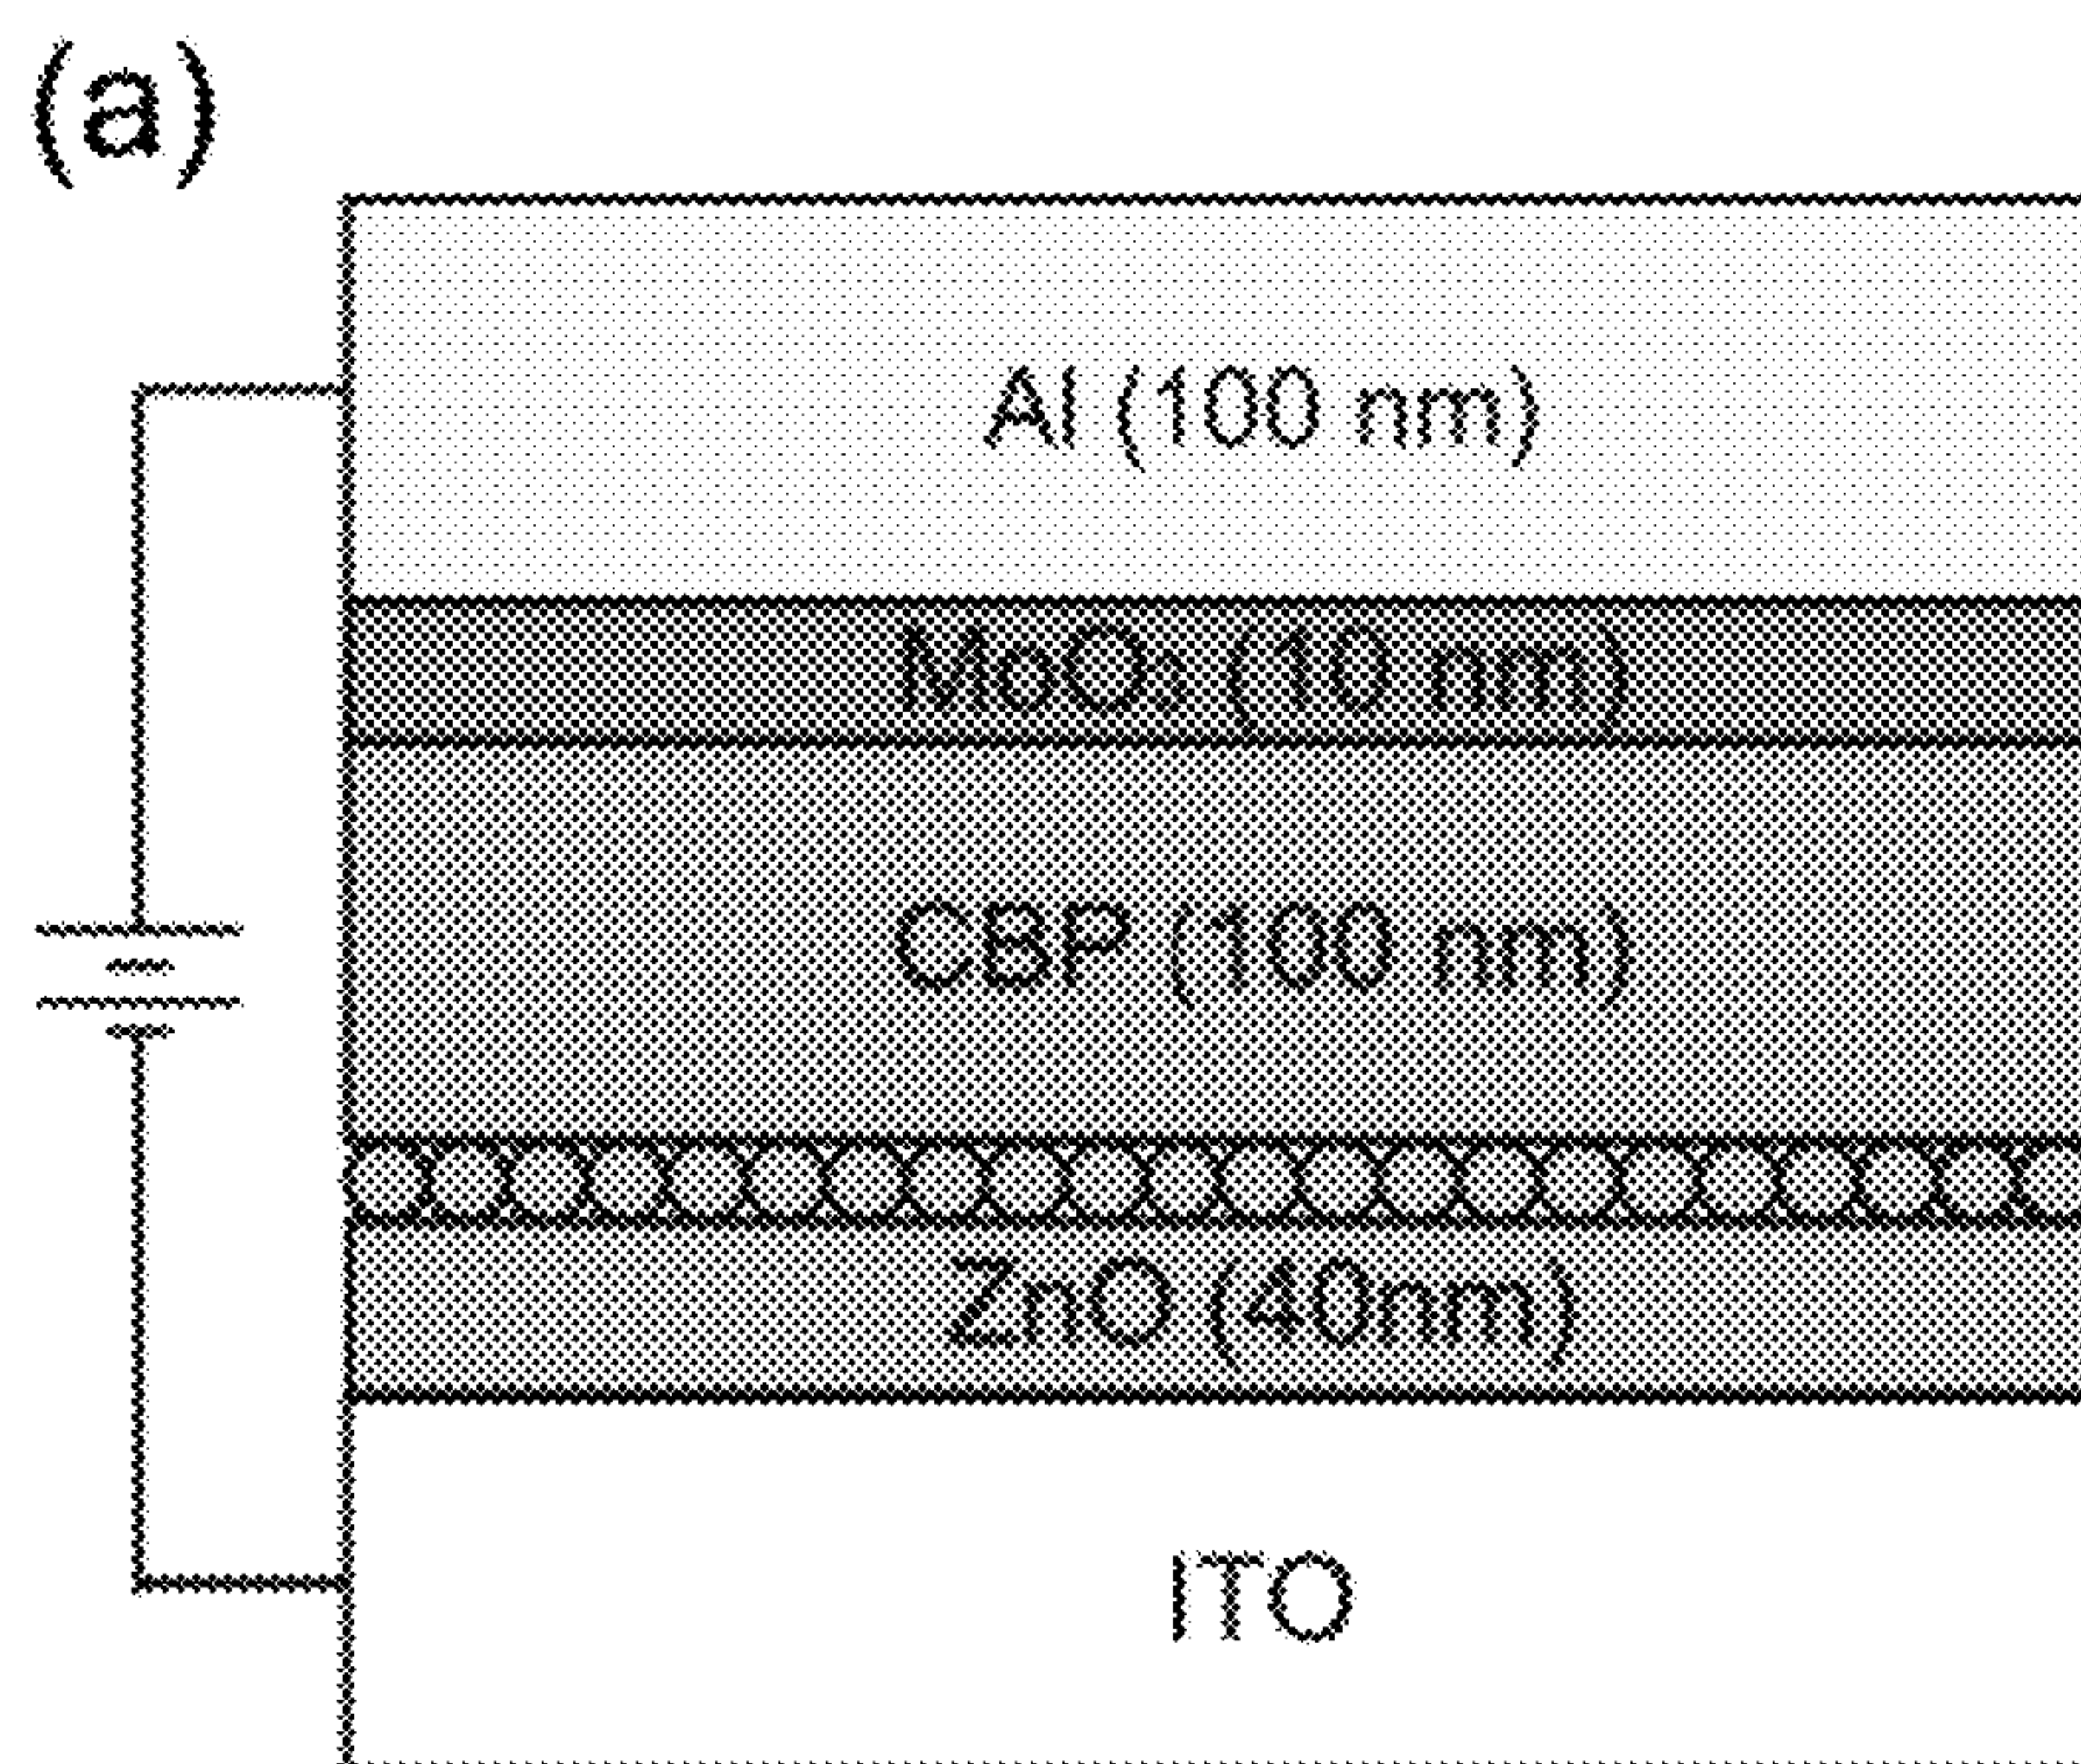 (a)
Al (100 nm)
MoO₃ (10 nm)
CBP (100 nm)
ZnO (40nm)
ITO